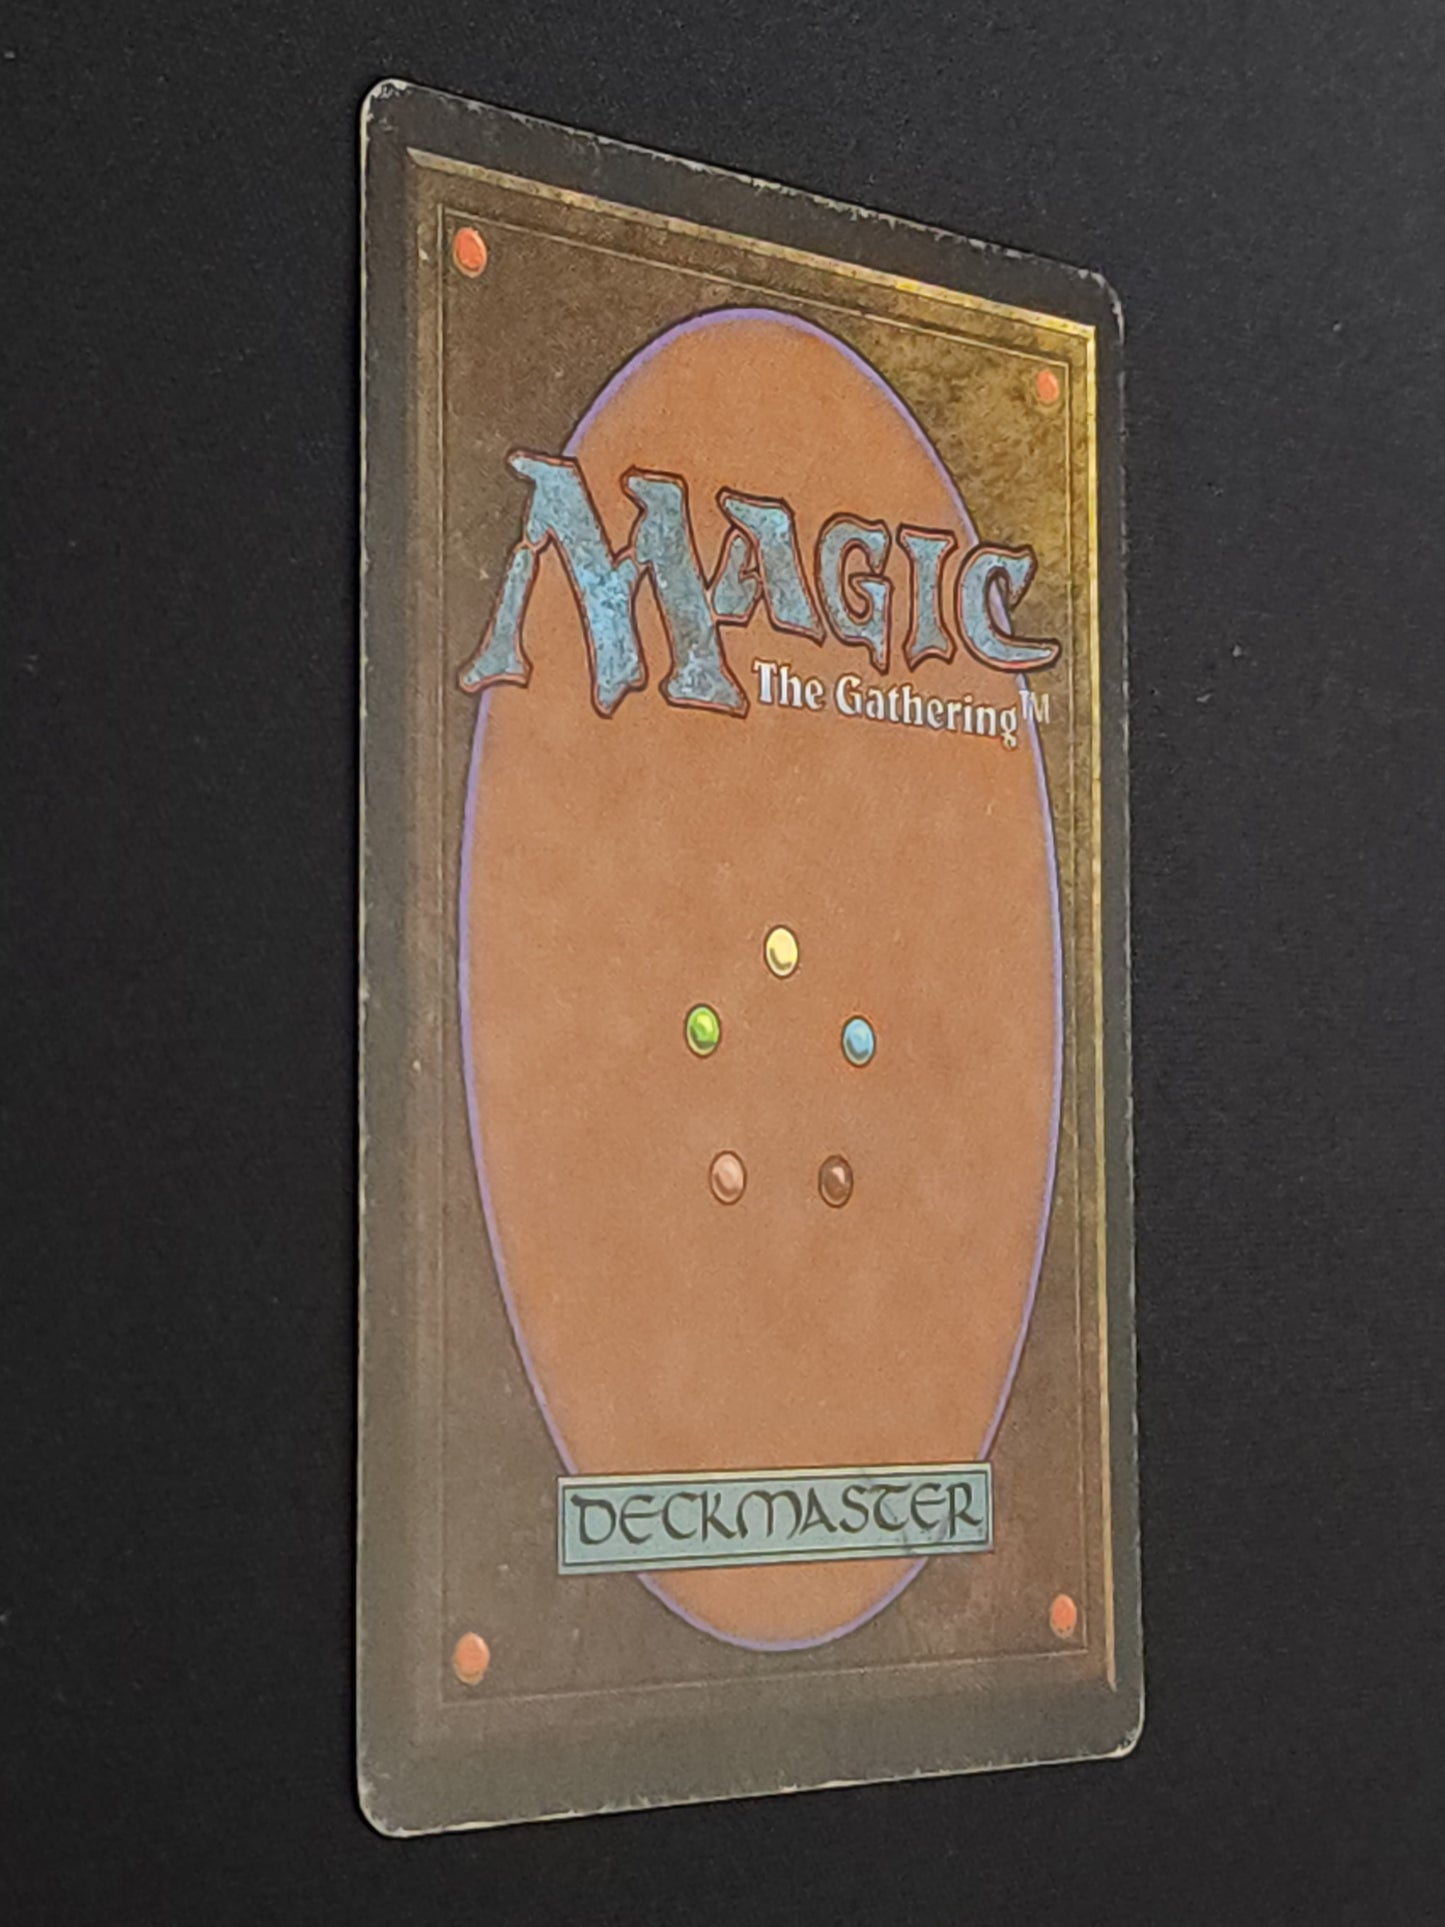 MAGIC
The Gathering™
DECKMASTER